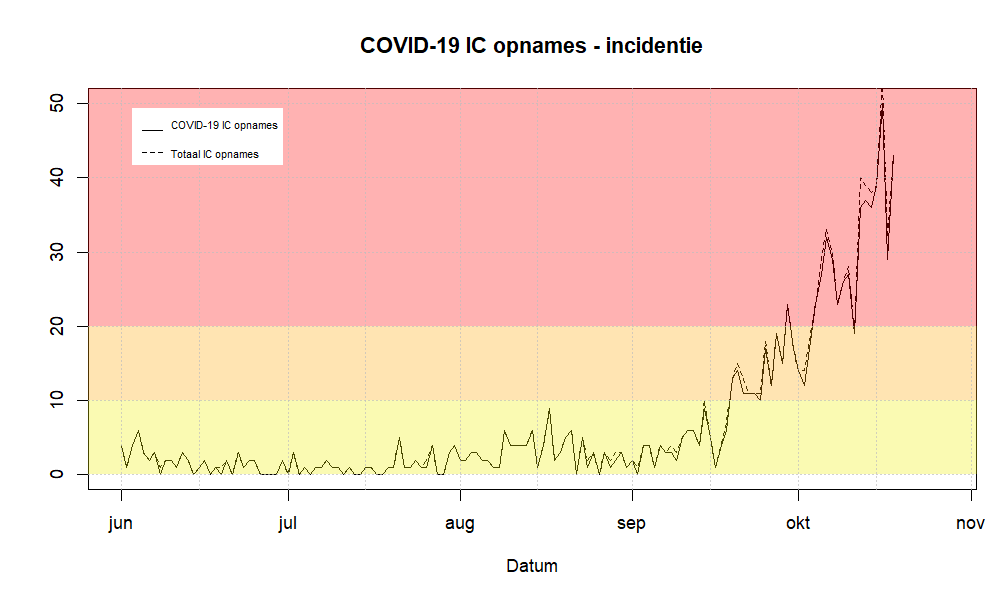 COVID-19 IC opnames - incidentie
COVID-19 IC opnames
Totaal IC opnames
50
40
30
20
10
0
jun jul aug sep okt nov
Datum